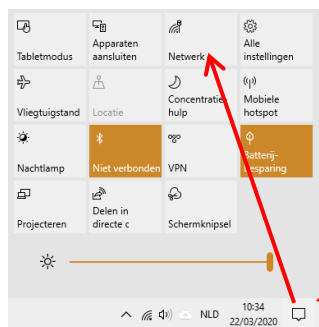 Tabletmodus
Apparaten
aansluiten
Netwerk
Alle
instellingen
Vliegtuigstand
Locatie
Concentratie
hulp
Mobiele
hotspot
Nachtlamp
Niet verbonden
VPN
Batterij-
besparing
Projecteren
Delen in
directe c
Schermknipsel
NLD
10:34
22/03/2020